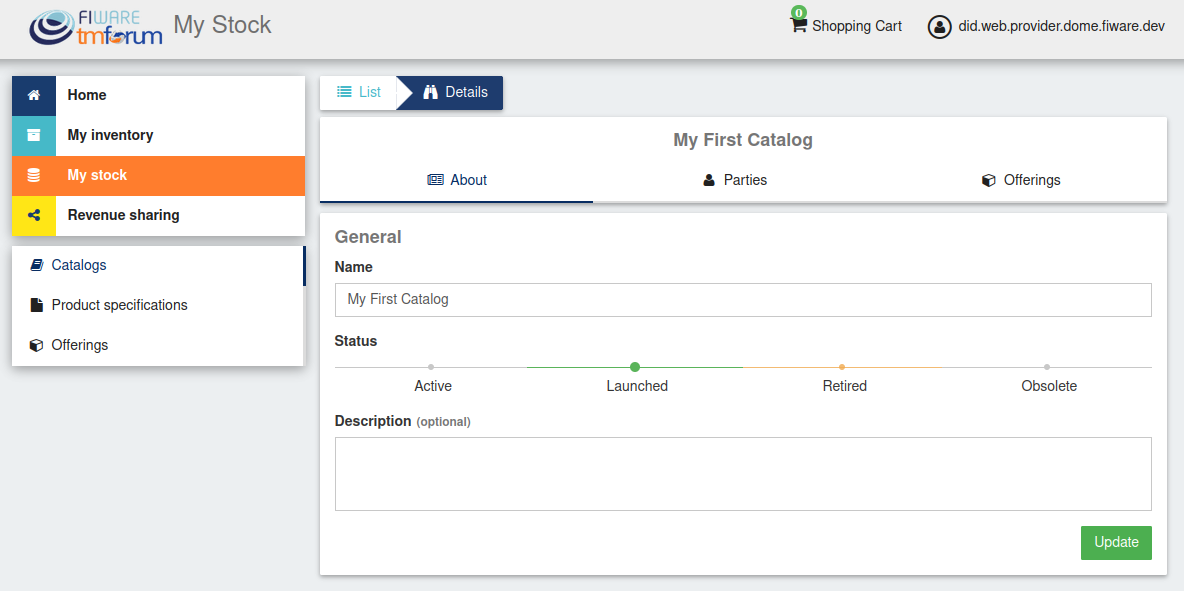 FIWARE
tmforum
My Stock
0
Shopping Cart
did.web.provider.dome.fiware.dev
Home
My inventory
My stock
Revenue sharing
Catalogs
Product specifications
Offerings
List
Details
My First Catalog
About
Parties
Offerings
General
Name
My First Catalog
Status
Active
Launched
Retired
Obsolete
Description (optional)
Update